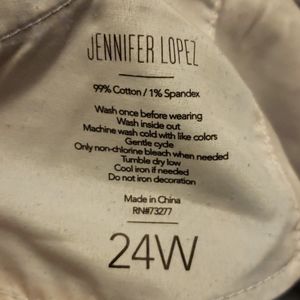 JENNIFER LOPEZ
99% Cotton / 1% Spandex
Wash once before wearing
Wash inside out
Machine wash cold with like colors
Gentle cycle
Only non-chlorine bleach when needed
Tumble dry low
Cool iron if needed
Do not iron decoration
Made in China
RN#73277
24W